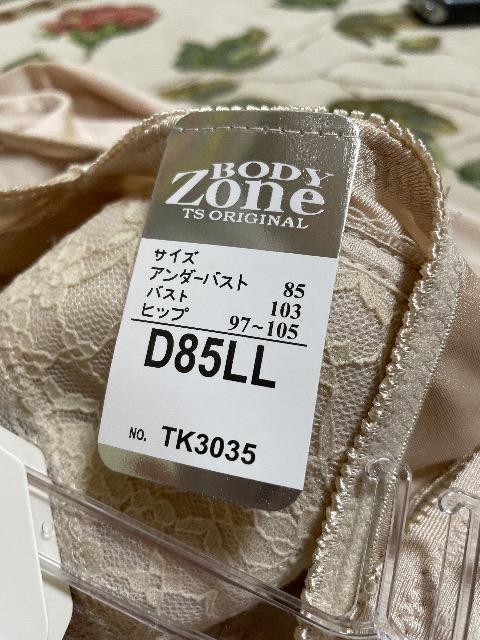 BODY
Zone
TS ORIGINAL
サイズ
アンダーバスト 85
バスト 103
ヒップ 97~105
D85LL
NO. TK3035